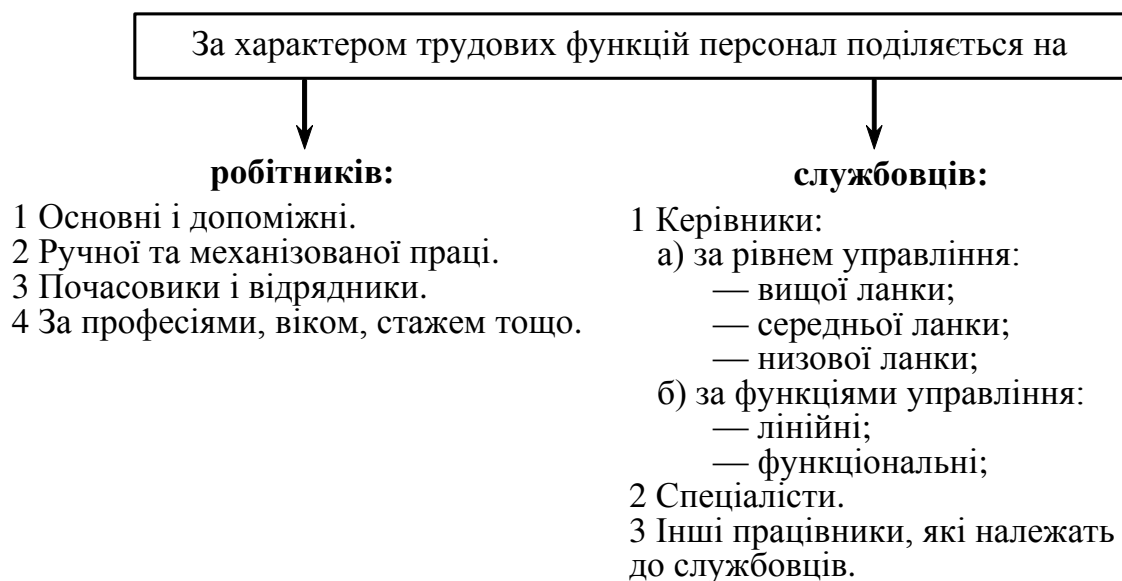 За характером трудових функцій персонал поділяється на
робітників:
1 Основні і допоміжні.
2 Ручної та механізованої праці.
3 Почасовики і відрядники.
4 За професіями, віком, стажем тощо.
службовців:
1 Керівники:
а) за рівнем управління:
— вищої ланки;
— середньої ланки;
— низової ланки;
б) за функціями управління:
— лінійні;
— функціональні;
2 Спеціалісти.
3 Інші працівники, які належать
до службовців.